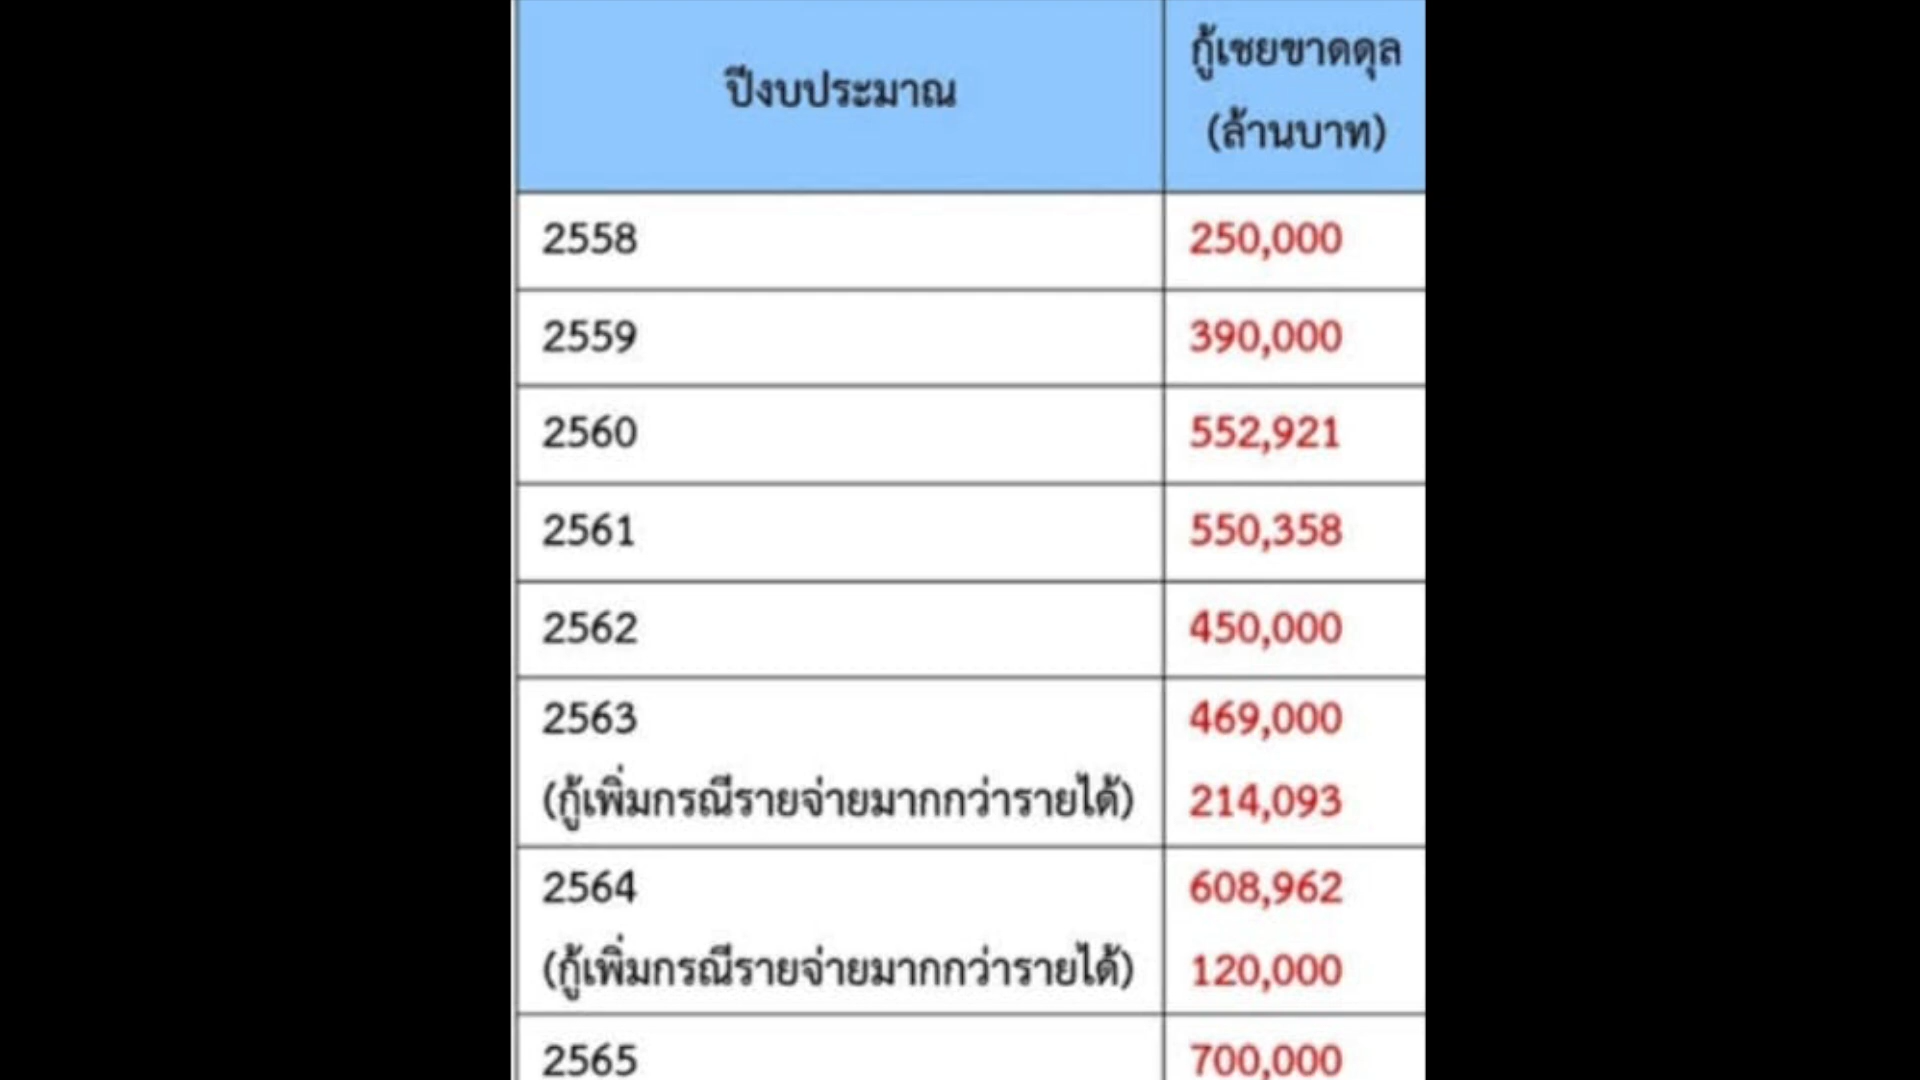 ปีงบประมาณ
กู้เชยขาดดุล
(ล้านบาท)
2558 250,000
2559 390,000
2560 552,921
2561 550,358
2562 450,000
2563 469,000
(กู้เพิ่มกรณีรายจ่ายมากกว่ารายได้) 214,093
2564 608,962
(กู้เพิ่มกรณีรายจ่ายมากกว่ารายได้) 120,000
2565 700,000